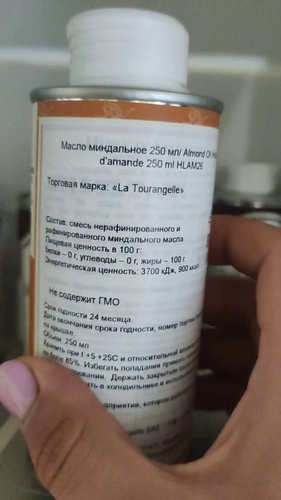 Масло миндальное 250 мл/ Almond Oil
d'amande 250 ml HLAM26
Торговая марка: «La Tourangelle»
Состав: смесь нерафинированного и
рафинированного миндального масла
Пищевая ценность в 100 г:
Белки – 0 г, углеводы – 0 г, жиры – 100 г
Энергетическая ценность: 3700 кДж, 900 ккал
Не содержит ГМО
Срок годности 24 месяца.
Дата окончания срока годности, номер партии
на крышке.
Объем: 250 мл
Хранить при t +5 +25С и относительной
не более 85%. Избегать попадания
Держать закрытым
в холодильнике и